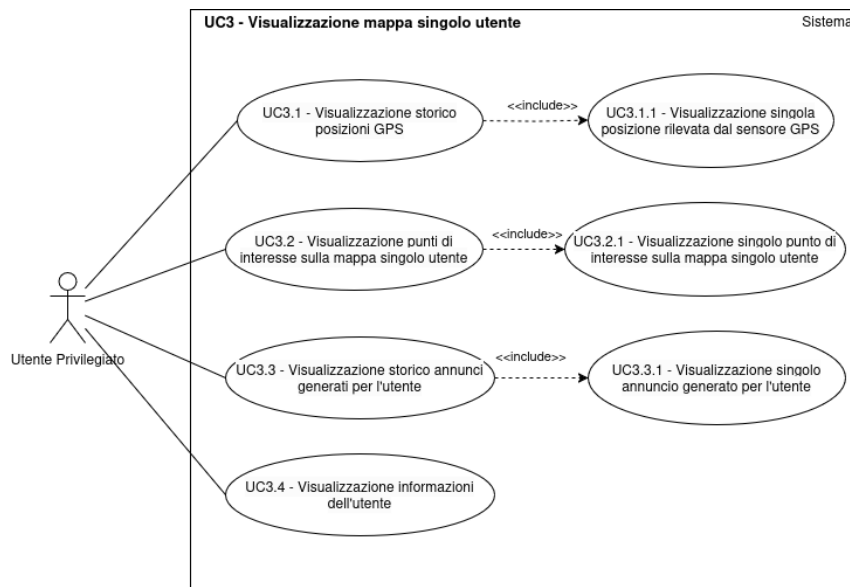 UC3 - Visualizzazione mappa singolo utente
Sistema
UC3.1 - Visualizzazione storico
posizioni GPS
<<include>>
UC3.1.1 - Visualizzazione singola
posizione rilevata dal sensore GPS
UC3.2 - Visualizzazione punti di
interesse sulla mappa singolo utente
<<include>>
UC3.2.1 - Visualizzazione singolo punto di
interesse sulla mappa singolo utente
Utente Privilegiato
UC3.3 - Visualizzazione storico annunci
generati per l'utente
<<include>>
UC3.3.1 - Visualizzazione singolo
annuncio generato per l'utente
UC3.4 - Visualizzazione informazioni
dell'utente